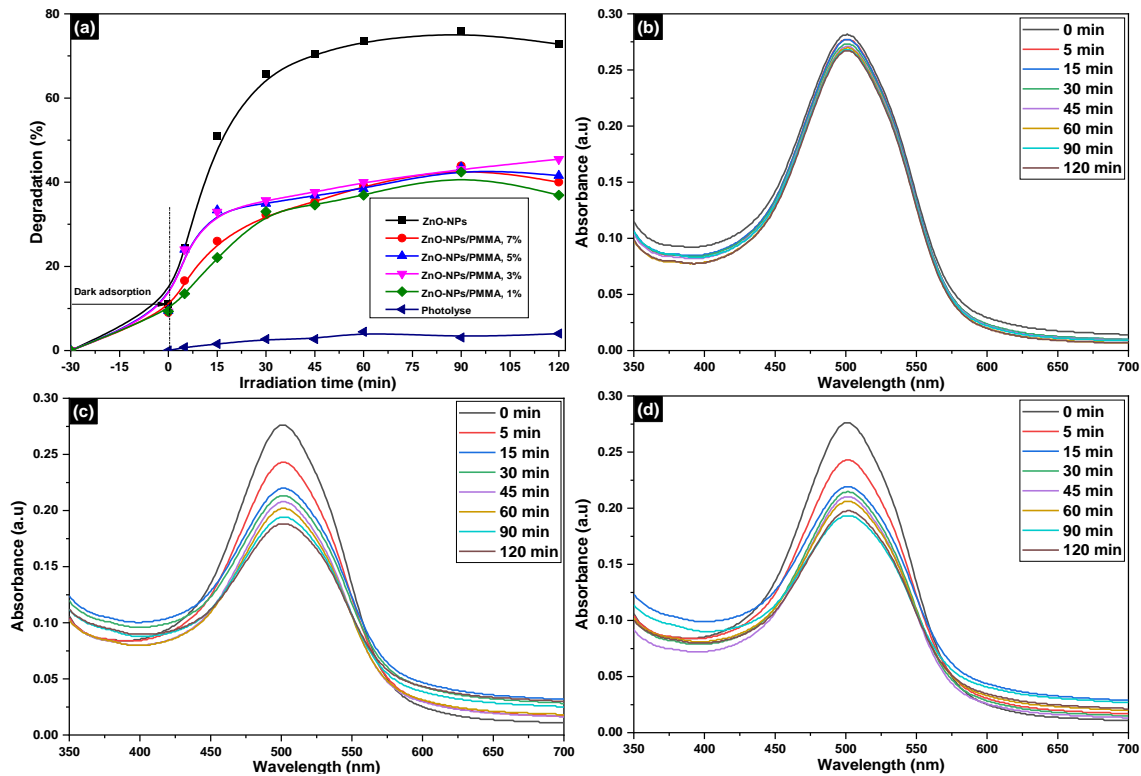 (a)
80
60
40
20
0
Degradation (%)
Dark adsorption
ZnO-NPs
ZnO-NPs/PMMA, 7%
ZnO-NPs/PMMA, 5%
ZnO-NPs/PMMA, 3%
ZnO-NPs/PMMA, 1%
Photolyse
-30 -15 0 15 30 45 60 75 90 105 120
Irradiation time (min)
(b)
0.30
0.25
0.20
0.15
0.10
0.05
0.00
Absorbance (a.u)
0 min
5 min
15 min
30 min
45 min
60 min
90 min
120 min
350 400 450 500 550 600 650 700
Wavelength (nm)
(c)
0.30
0.25
0.20
0.15
0.10
0.05
0.00
Absorbance (a.u)
0 min
5 min
15 min
30 min
45 min
60 min
90 min
120 min
350 400 450 500 550 600 650 700
Wavelength (nm)
(d)
0.30
0.25
0.20
0.15
0.10
0.05
0.00
Absorbance (a.u)
0 min
5 min
15 min
30 min
45 min
60 min
90 min
120 min
350 400 450 500 550 600 650 700
Wavelength (nm)